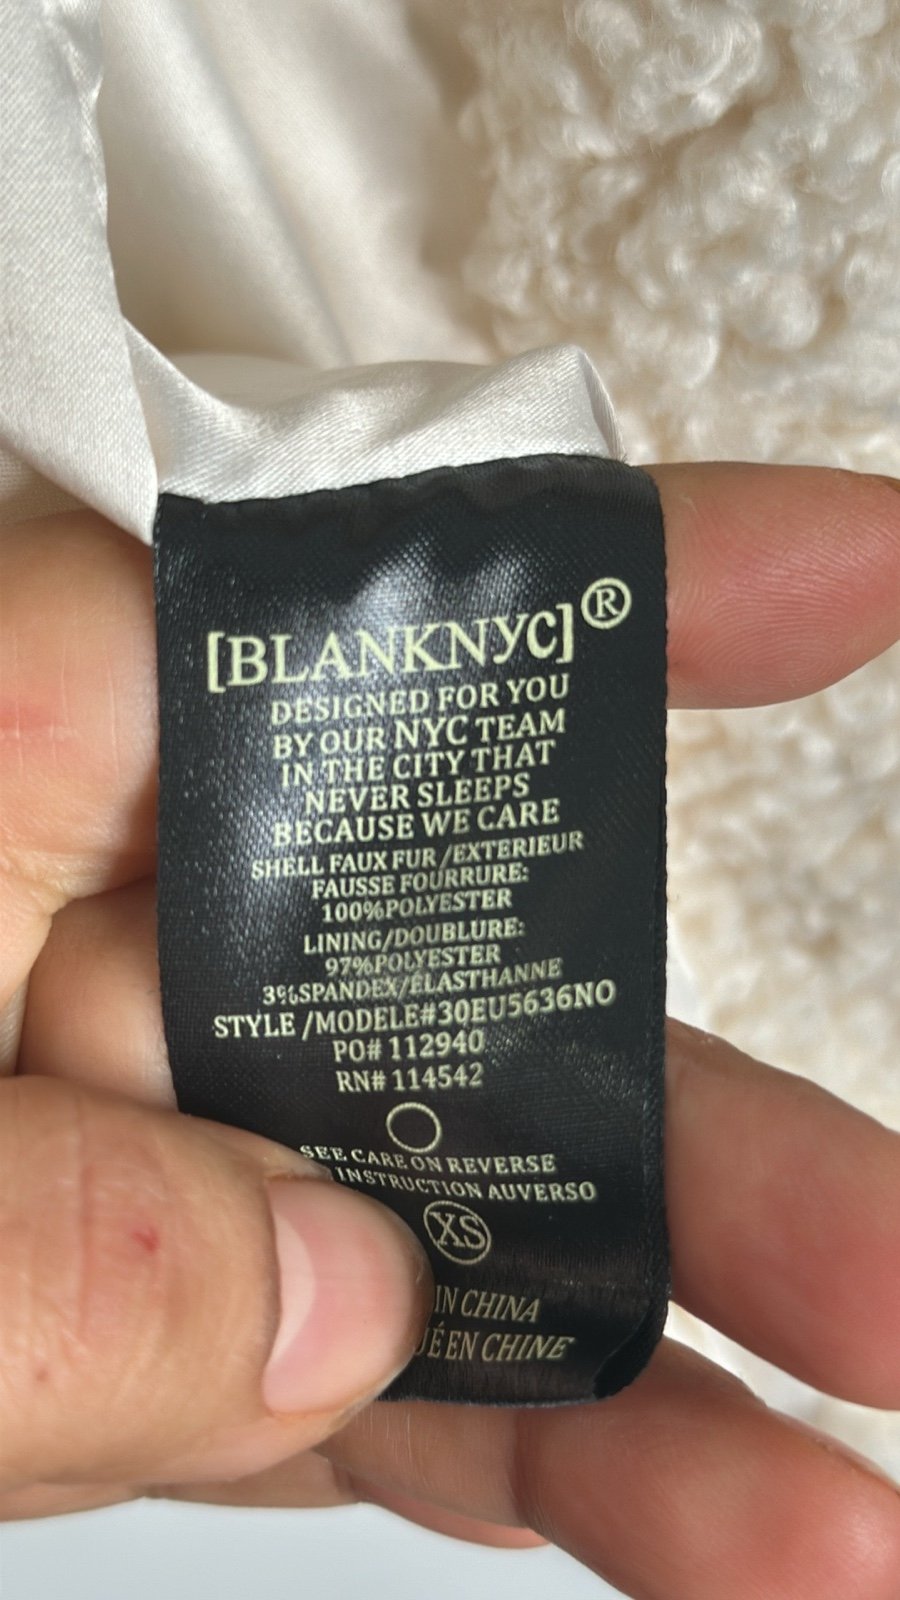 [BLANKNYC]®
DESIGNED FOR YOU
BY OUR NYC TEAM
IN THE CITY THAT
NEVER SLEEPS
BECAUSE WE CARE
SHELL FAUX FUR /EXTERIEUR
FAUSSE FOURRURE:
100%POLYESTER
LINING/DOUBLURE:
97%POLYESTER
3%SPANDEX/ÉLASTHANNE
STYLE /MODELE#30EU5636NO
PO# 112940
RN# 114542
SEE CARE ON REVERSE
INSTRUCTION AUVERSO
XS
IN CHINA
EN CHINE